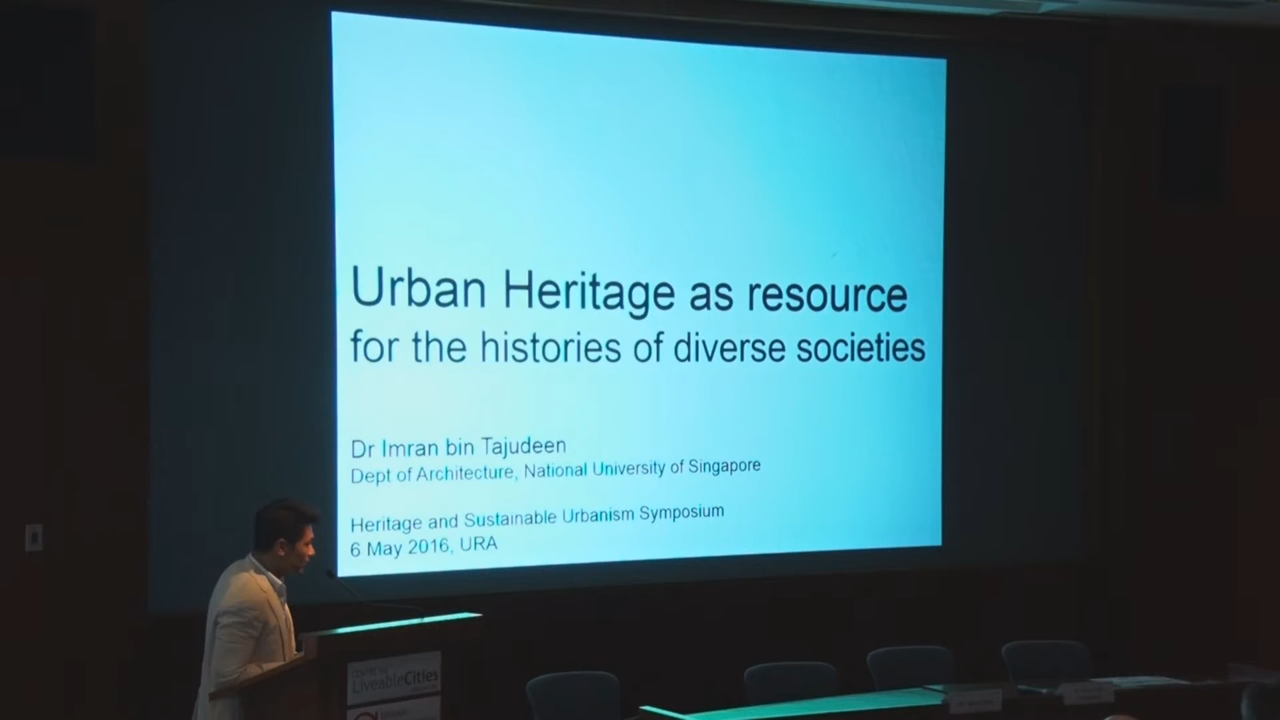 Urban Heritage as resource
for the histories of diverse societies
Dr Imran bin Tajudeen
Dept of Architecture, National University of Singapore
Heritage and Sustainable Urbanism Symposium
6 May 2016, URA
LiveableCities